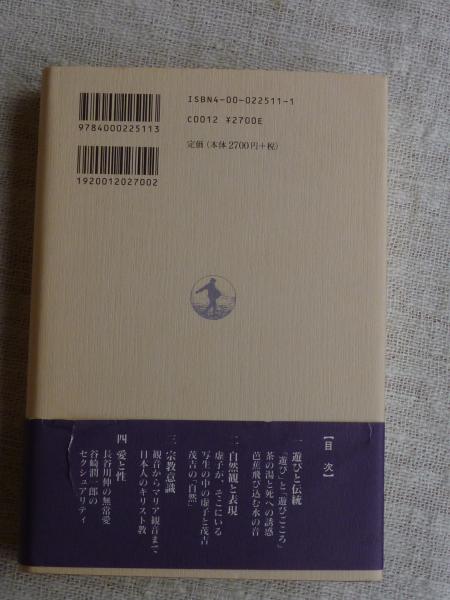 ISBN4-00-022511-1
C0012 ¥2700E
定価(本体2700円+税)
9784000225113
1920012027002
【目 次】
一 遊びと伝統
「遊び」と「遊びごころ」
茶の湯と死への誘惑
芭蕉飛び込む水の音
二 自然観と表現
虚子が、そこにいる
写生の中の虚子と茂吉
茂吉の「自然」
三 宗教意識
観音からマリア観音まで
日本人のキリスト教
四 愛と性
長谷川伸の無常愛
谷崎潤一郎の
セクシュアリティ